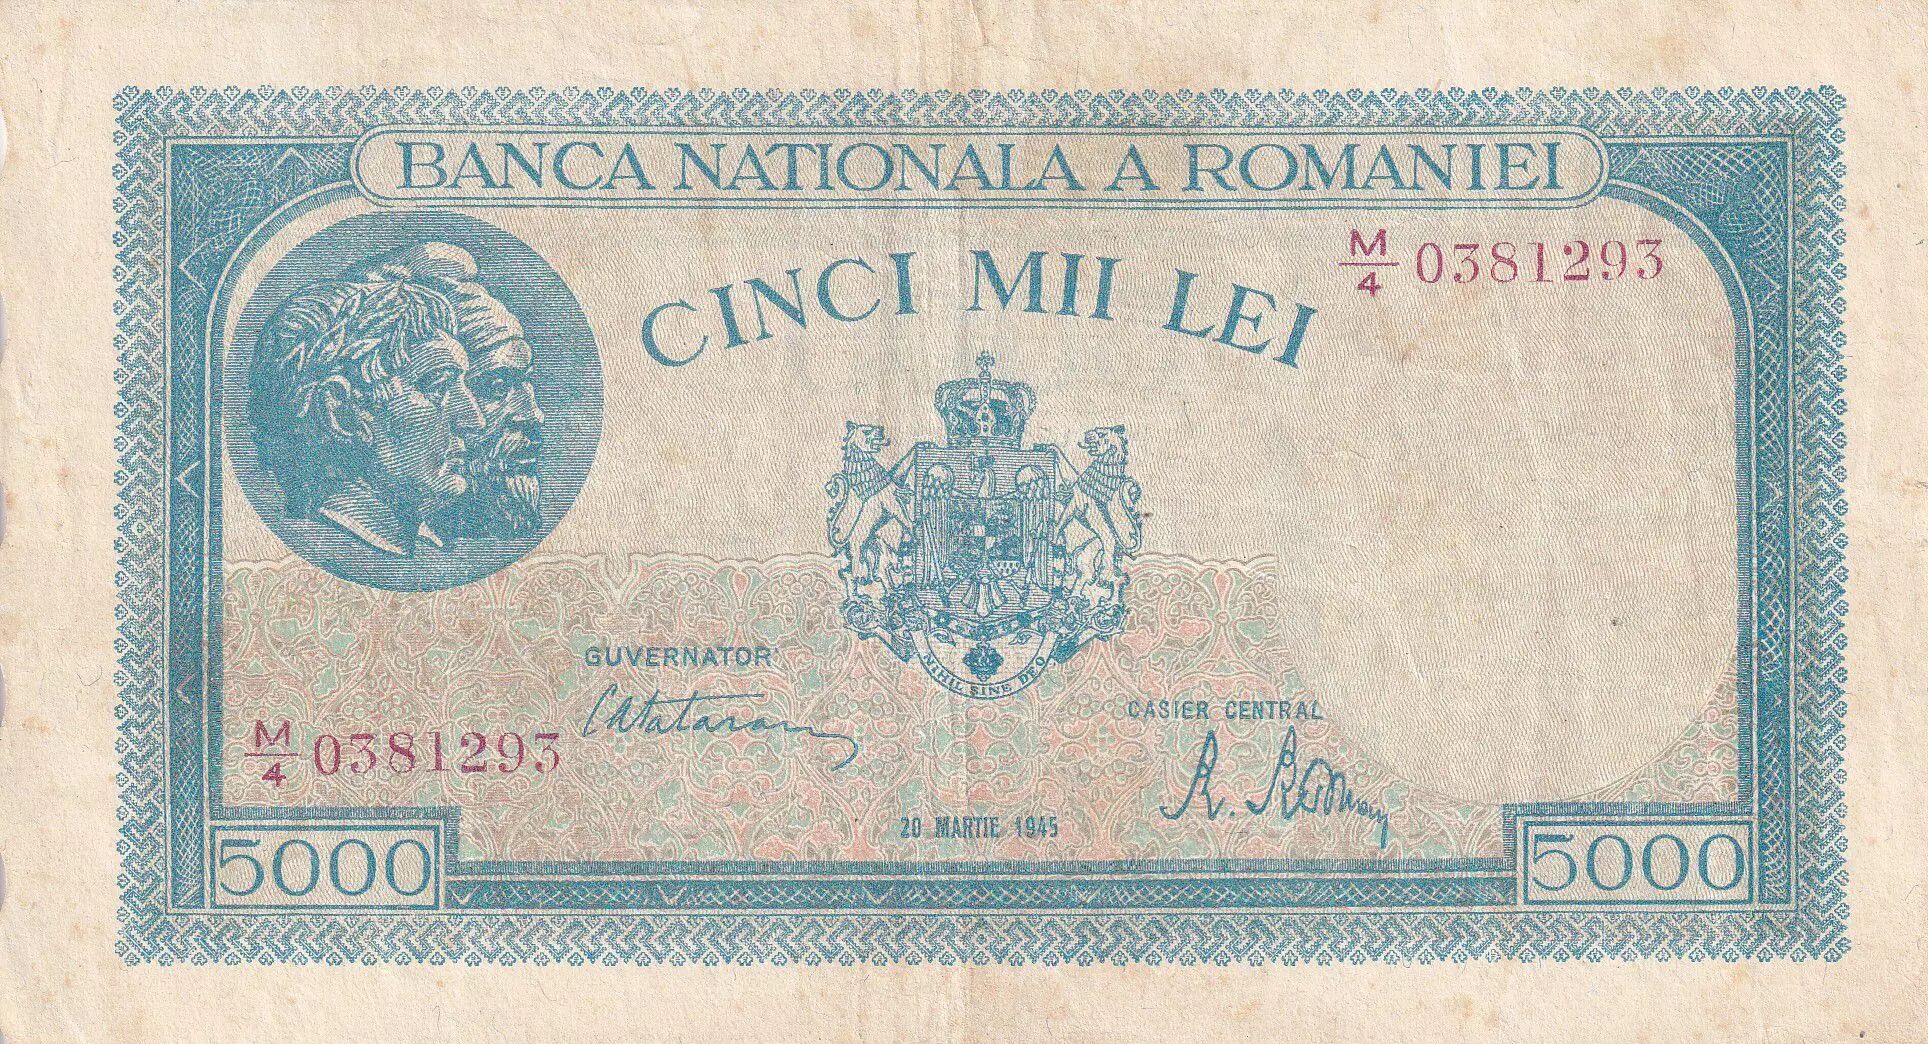 BANCA NATIONALA A ROMANIEI
CINCI MII LEI
M/4 0381293
NIHIL SINE DEO
GUVERNATOR
CASIER CENTRAL
M/4 0381293
20 MARTIE 1945
5000
5000